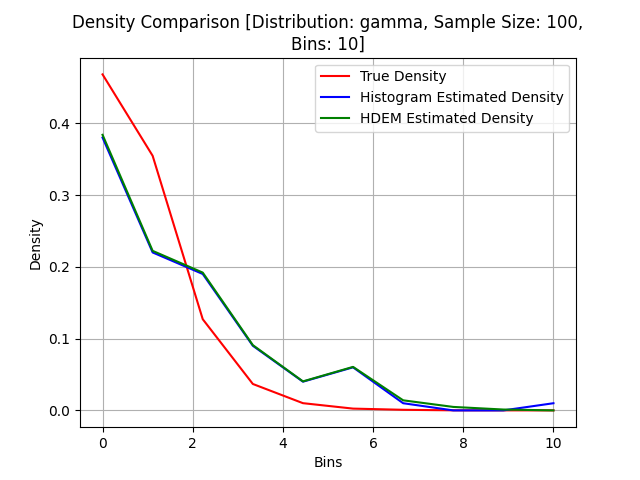 Density Comparison [Distribution: gamma, Sample Size: 100,
Bins: 10]
True Density
Histogram Estimated Density
HDEM Estimated Density
Density
0.4
0.3
0.2
0.1
0.0
0 2 4 6 8 10
Bins